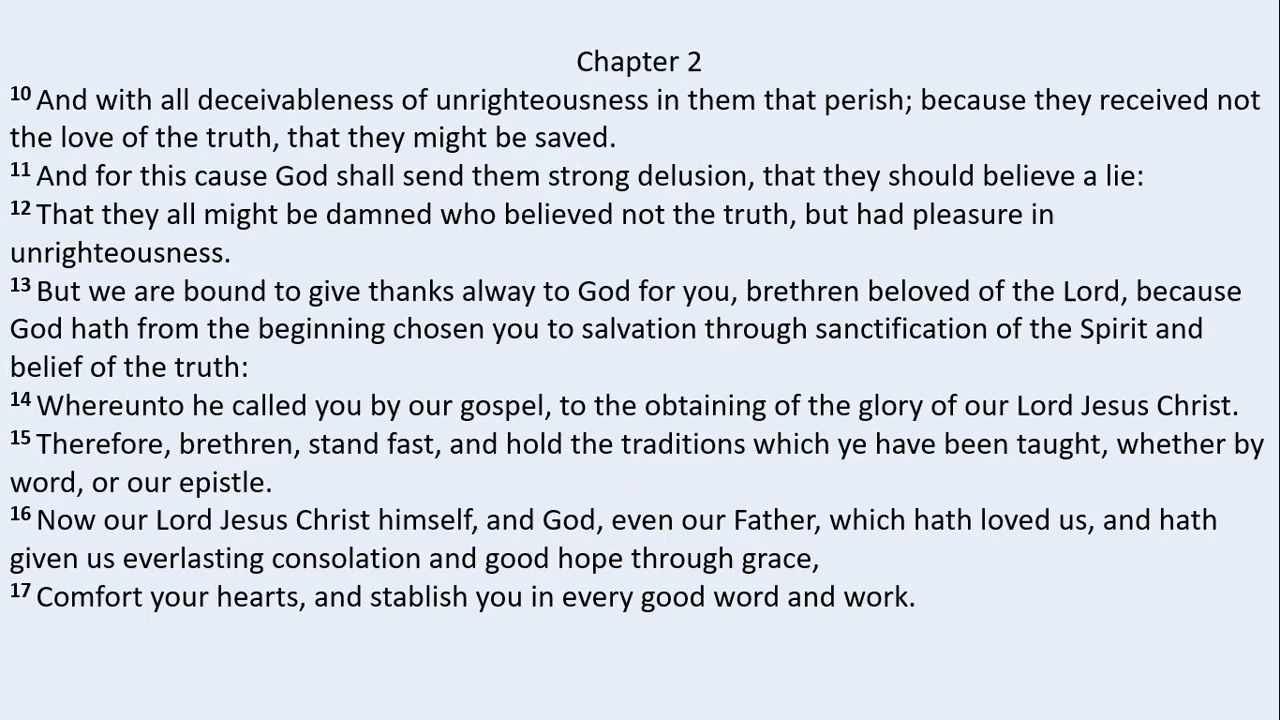 Chapter 2
10 And with all deceivableness of unrighteousness in them that perish; because they received not
the love of the truth, that they might be saved.
11 And for this cause God shall send them strong delusion, that they should believe a lie:
12 That they all might be damned who believed not the truth, but had pleasure in
unrighteousness.
13 But we are bound to give thanks alway to God for you, brethren beloved of the Lord, because
God hath from the beginning chosen you to salvation through sanctification of the Spirit and
belief of the truth:
14 Whereunto he called you by our gospel, to the obtaining of the glory of our Lord Jesus Christ.
15 Therefore, brethren, stand fast, and hold the traditions which ye have been taught, whether by
word, or our epistle.
16 Now our Lord Jesus Christ himself, and God, even our Father, which hath loved us, and hath
given us everlasting consolation and good hope through grace,
17 Comfort your hearts, and stablish you in every good word and work.